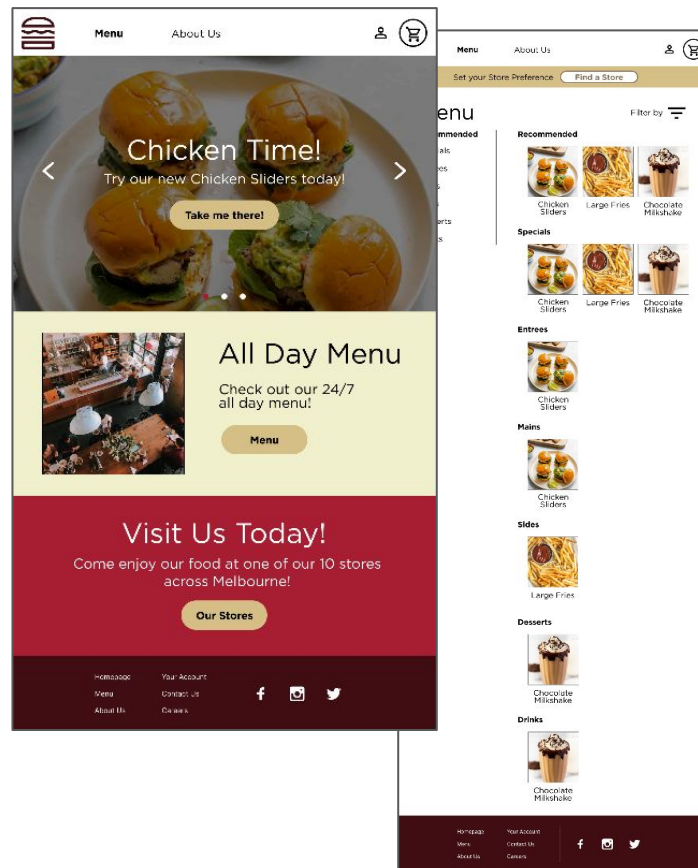 Menu About Us
Chicken Time!
Try our new Chicken Sliders today!
Take me there!
All Day Menu
Check out our 24/7
all day menu!
Menu
Visit Us Today!
Come enjoy our food at one of our 10 stores
across Melbourne!
Our Stores
Homepage Your Account
Menu Contact Us
About Us Careers
Menu About Us
Set your Store Preference Find a Store
enu
Filter by
Recommended
Chicken
Sliders
Large Fries
Chocolate
Milkshake
Specials
Chicken
Sliders
Large Fries
Chocolate
Milkshake
Entrees
Chicken
Sliders
Mains
Chicken
Sliders
Sides
Large Fries
Desserts
Chocolate
Milkshake
Drinks
Chocolate
Milkshake
Homepage Your Account
Menu Contact Us
About Us Careers